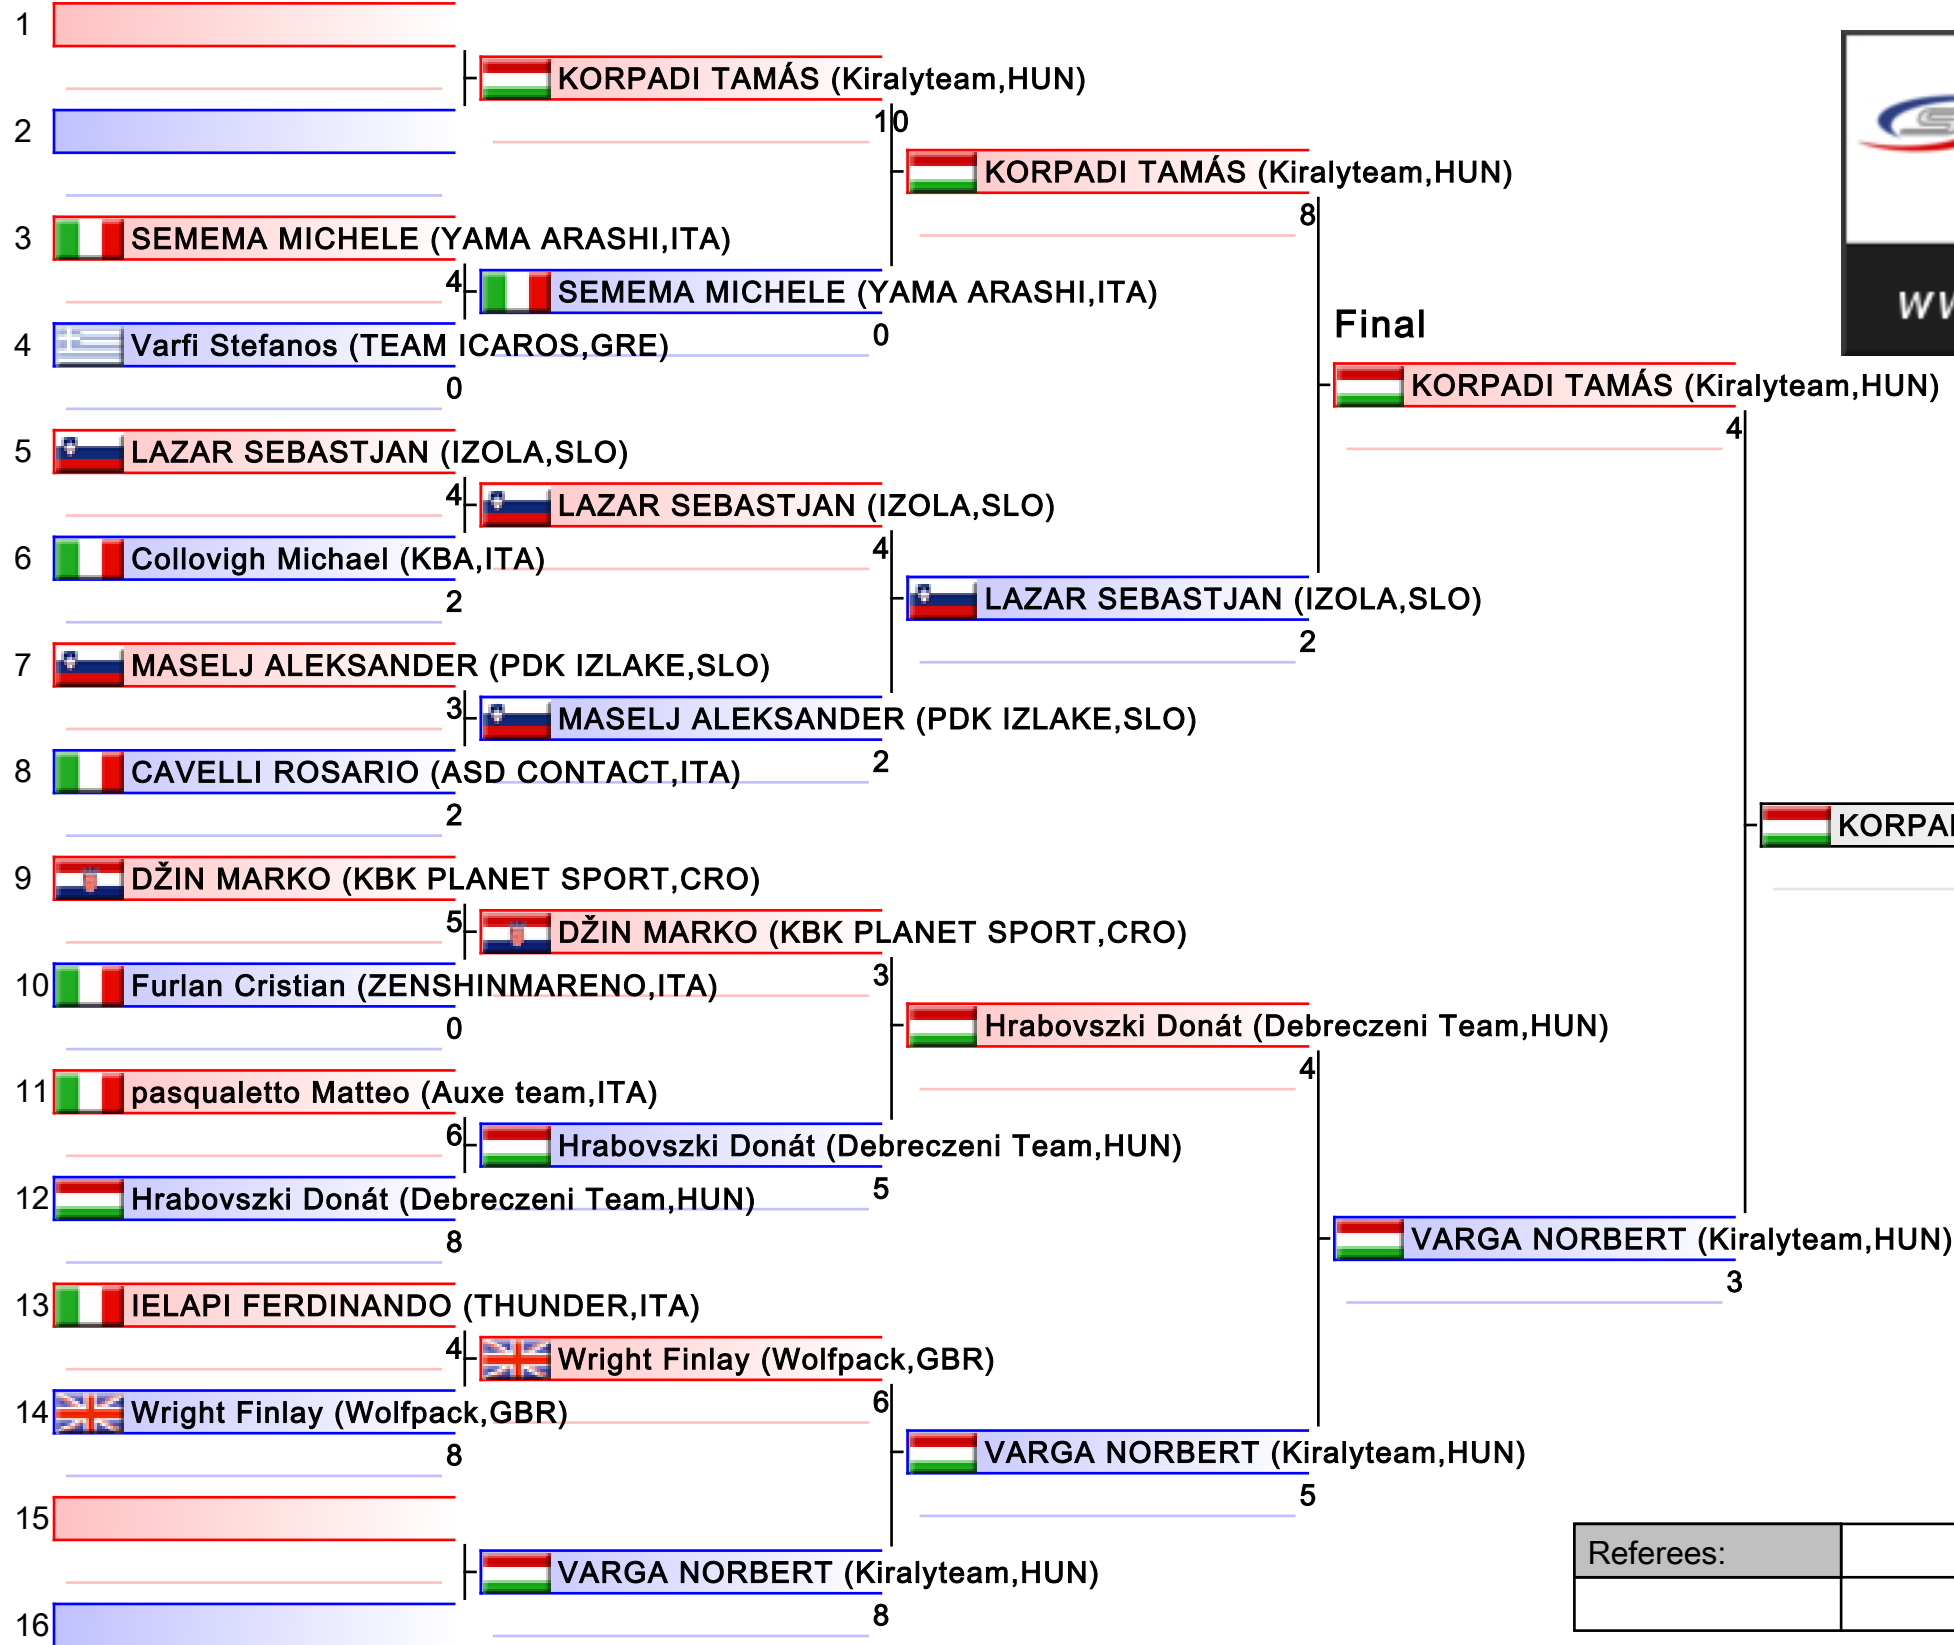 1
KORPADI TAMÁS (Kiralyteam,HUN)
10
2
KORPADI TAMÁS (Kiralyteam,HUN)
8
3 SEMEMA MICHELE (YAMA ARASHI,ITA)
4
SEMEMA MICHELE (YAMA ARASHI,ITA)
0
Final
4 Varfi Stefanos (TEAM ICAROS,GRE)
0
KORPADI TAMÁS (Kiralyteam,HUN)
4
5 LAZAR SEBASTJAN (IZOLA,SLO)
4
LAZAR SEBASTJAN (IZOLA,SLO)
4
6 Collovigh Michael (KBA,ITA)
2
LAZAR SEBASTJAN (IZOLA,SLO)
2
7 MASELJ ALEKSANDER (PDK IZLAKE,SLO)
3
MASELJ ALEKSANDER (PDK IZLAKE,SLO)
2
8 CAVELLI ROSARIO (ASD CONTACT,ITA)
2
9 DŽIN MARKO (KBK PLANET SPORT,CRO)
5
DŽIN MARKO (KBK PLANET SPORT,CRO)
3
10 Furlan Cristian (ZENSHINMARENO,ITA)
0
Hrabovszki Donát (Debreczeni Team,HUN)
4
11 pasqualetto Matteo (Auxe team,ITA)
6
Hrabovszki Donát (Debreczeni Team,HUN)
5
12 Hrabovszki Donát (Debreczeni Team,HUN)
8
VARGA NORBERT (Kiralyteam,HUN)
3
13 IELAPI FERDINANDO (THUNDER,ITA)
4
Wright Finlay (Wolfpack,GBR)
6
14 Wright Finlay (Wolfpack,GBR)
8
VARGA NORBERT (Kiralyteam,HUN)
5
15
VARGA NORBERT (Kiralyteam,HUN)
8
16
Referees: